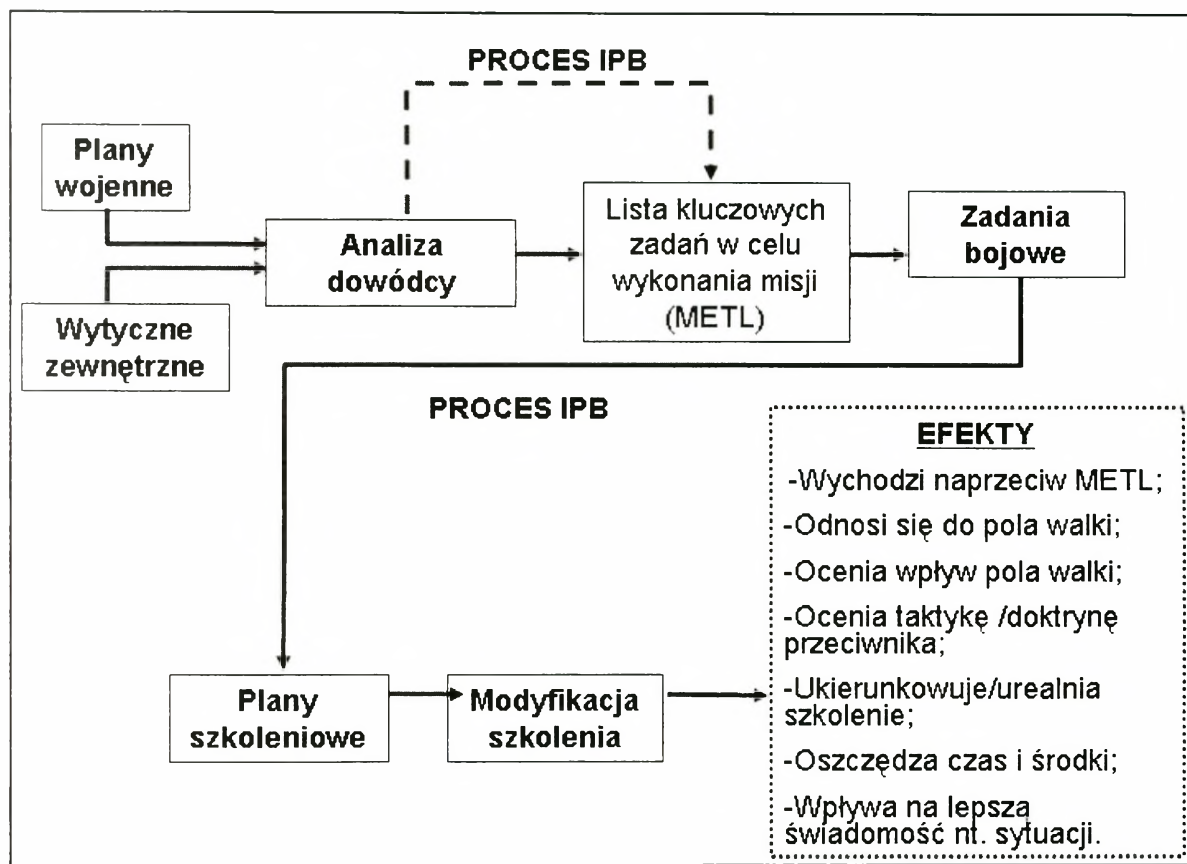 PROCES IPB
Plany
wojenne
Wytyczne
zewnętrzne
Analiza
dowódcy
Lista kluczowych
zadań w celu
wykonania misji
(METL)
Zadania
bojowe
PROCES IPB
Plany
szkoleniowe
Modyfikacja
szkolenia
EFEKTY
-Wychodzi naprzeciw METL;
-Odnosi się do pola walki;
-Ocenia wpływ pola walki;
-Ocenia taktykę /doktrynę
przeciwnika;
-Ukierunkowuje/urealnia
szkolenie;
-Oszczędza czas i środki;
-Wpływa na lepszą
świadomość nt. sytuacji.